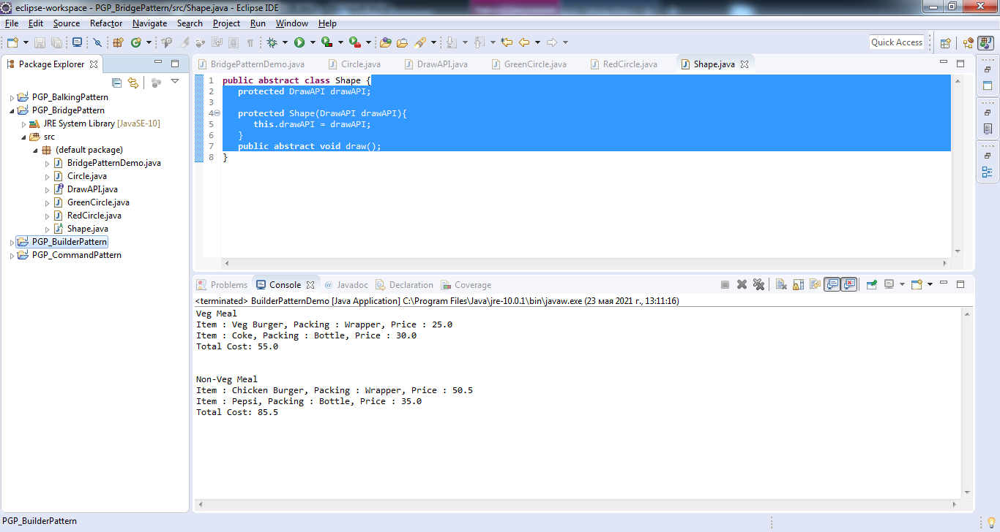 eclipse-workspace - PGP_BridgePattern/src/Shape.java - Eclipse IDE
File Edit Source Refactor Navigate Search Project Run Window Help
Quick Access
Package Explorer
PGP_BalkingPattern
PGP_BridgePattern
JRE System Library [JavaSE-10]
src
(default package)
BridgePatternDemo.java
Circle.java
DrawAPI.java
GreenCircle.java
RedCircle.java
Shape.java
PGP_BuilderPattern
PGP_CommandPattern
BridgePatternDemo.java Circle.java DrawAPI.java GreenCircle.java RedCircle.java Shape.java
1 public abstract class Shape {
2 protected DrawAPI drawAPI;
3
4 protected Shape(DrawAPI drawAPI){
5 this.drawAPI = drawAPI;
6 }
7 public abstract void draw();
8 }
Problems Console @ Javadoc Declaration Coverage
<terminated> BuilderPatternDemo [Java Application] C:\Program Files\Java\jre-10.0.1\bin\javaw.exe (23 мая 2021 г., 13:11:16)
Veg Meal
Item : Veg Burger, Packing : Wrapper, Price : 25.0
Item : Coke, Packing : Bottle, Price : 30.0
Total Cost: 55.0
Non-Veg Meal
Item : Chicken Burger, Packing : Wrapper, Price : 50.5
Item : Pepsi, Packing : Bottle, Price : 35.0
Total Cost: 85.5
PGP_BuilderPattern